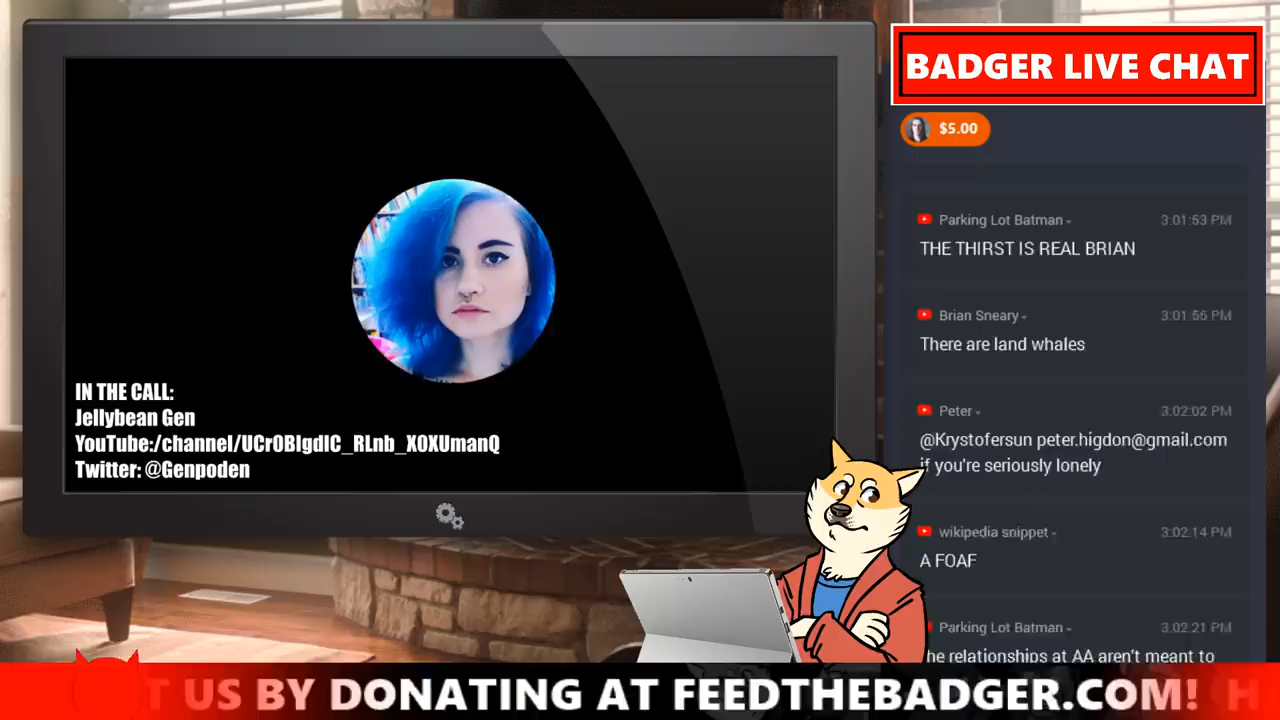 BADGER LIVE CHAT
$5.00
Parking Lot Batman
3:01:53 PM
THE THIRST IS REAL BRIAN
Brian Sneary
3:01:56 PM
There are land whales
Peter
3:02:02 PM
@Krystofersun peter.higdon@gmail.com
if you're seriously lonely
wikipedia snippet
3:02:14 PM
A FOAF
Parking Lot Batman
3:02:21 PM
he relationships at AA aren't meant to
IN THE CALL:
Jellybean Gen
YouTube:/channel/UCrOBIgdIC_RLnb_XOXUmanQ
Twitter: @Genpoden
T US BY DONATING AT FEEDTHEBADGER.COM! H